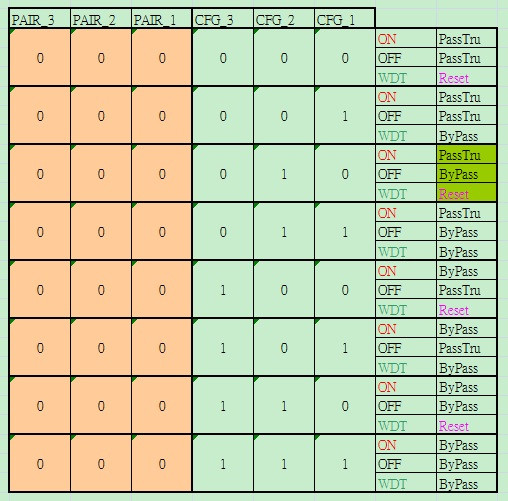 PAIR_3 PAIR_2 PAIR_1 CFG_3 CFG_2 CFG_1
ON PassTru
0 0 0 0 0 0 OFF PassTru
WDT Reset
ON PassTru
0 0 0 0 0 1 OFF PassTru
WDT ByPass
ON PassTru
0 0 0 0 1 0 OFF ByPass
WDT Reset
ON PassTru
0 0 0 0 1 1 OFF ByPass
WDT ByPass
ON ByPass
0 0 0 1 0 0 OFF PassTru
WDT Reset
ON ByPass
0 0 0 1 0 1 OFF PassTru
WDT ByPass
ON ByPass
0 0 0 1 1 0 OFF ByPass
WDT Reset
ON ByPass
0 0 0 1 1 1 OFF ByPass
WDT ByPass